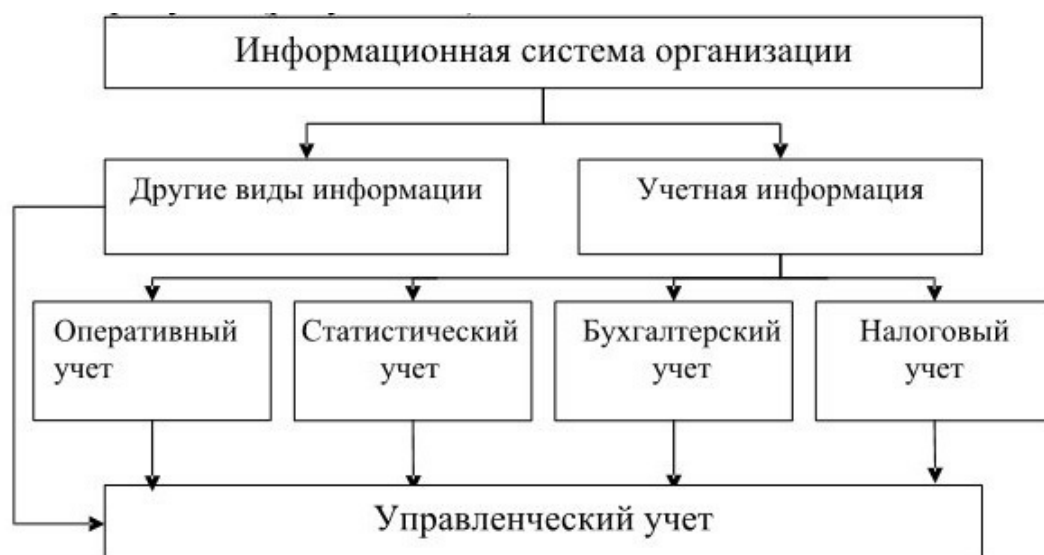 Информационная система организации
Другие виды информации
Учетная информация
Оперативный
учет
Статистический
учет
Бухгалтерский
учет
Налоговый
учет
Управленческий учет